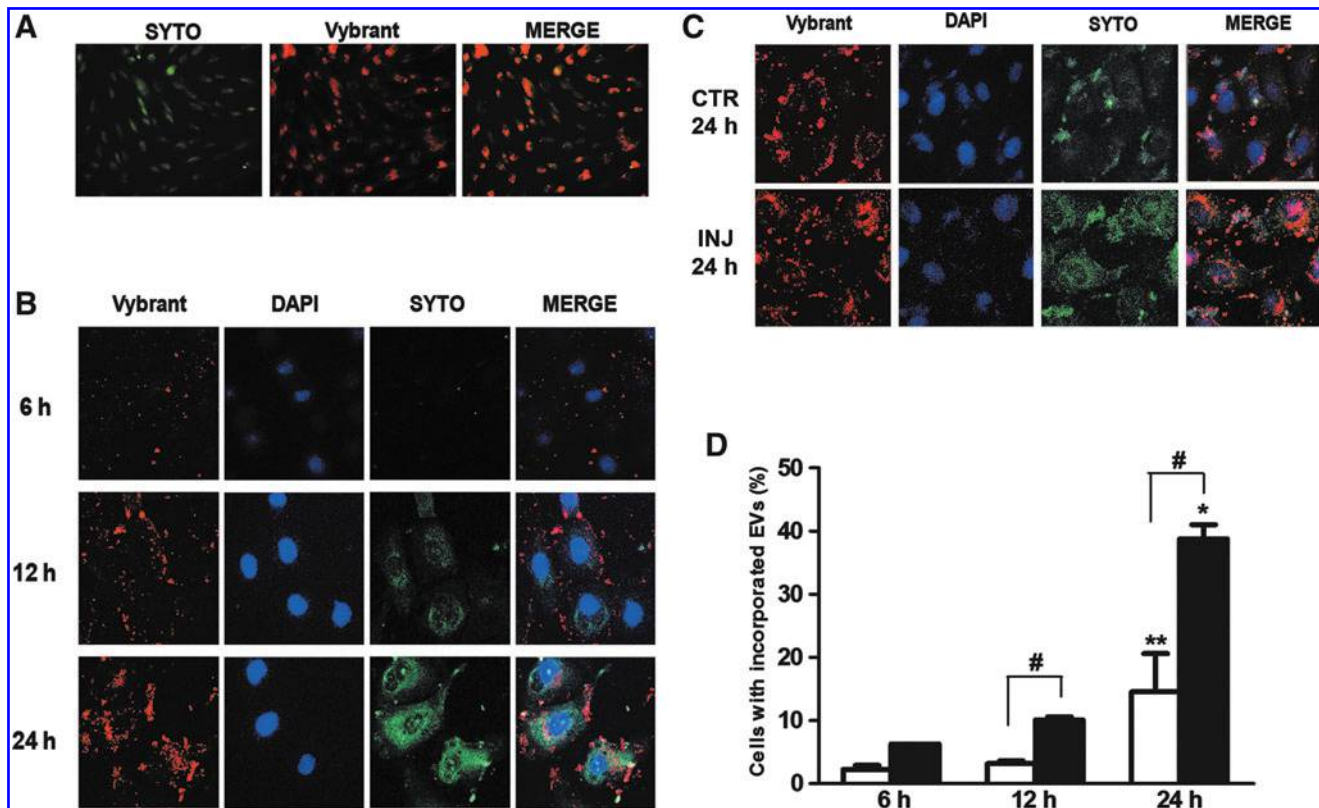 A
SYTO Vybrant MERGE
B
Vybrant DAPI SYTO MERGE
6 h
12 h
24 h
C
Vybrant DAPI SYTO MERGE
CTR
24 h
INJ
24 h
D
Cells with incorporated EVs (%)
50
40
30
20
10
0
# #
* **
6 h 12 h 24 h